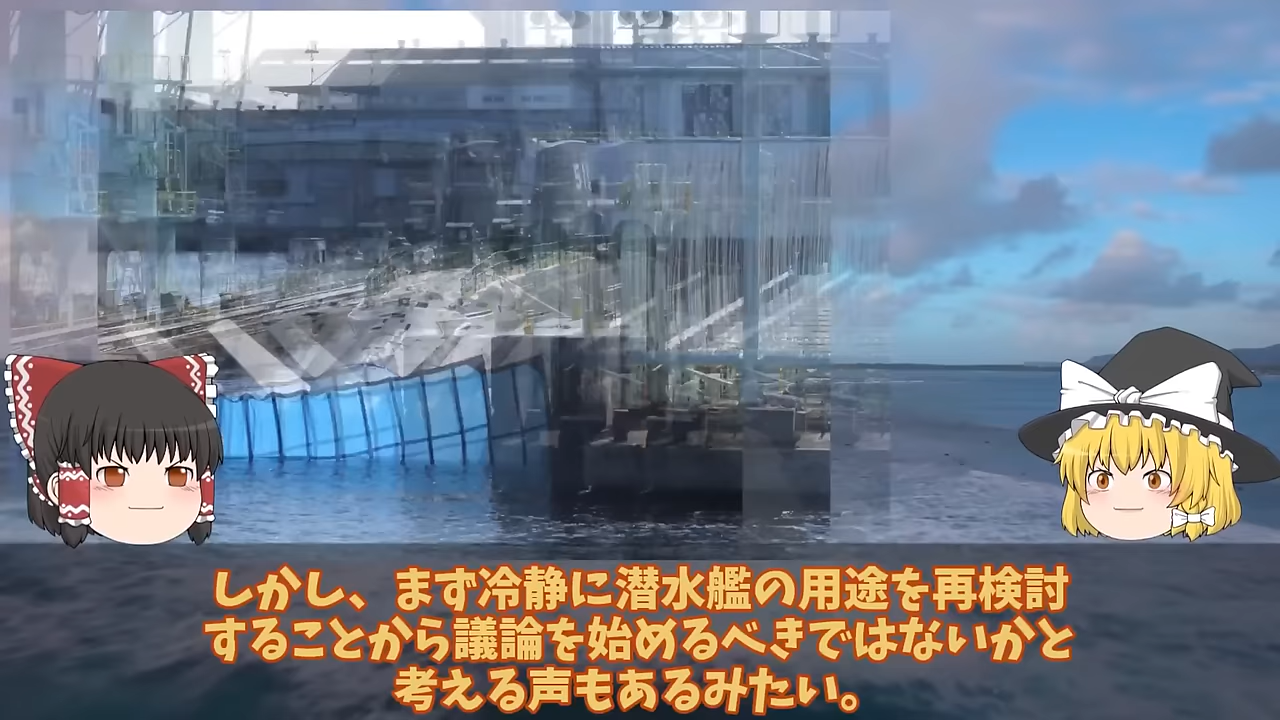 しかし、まず冷静に潜水艦の用途を再検討
することから議論を始めるべきではないかと
考える声もあるみたい。